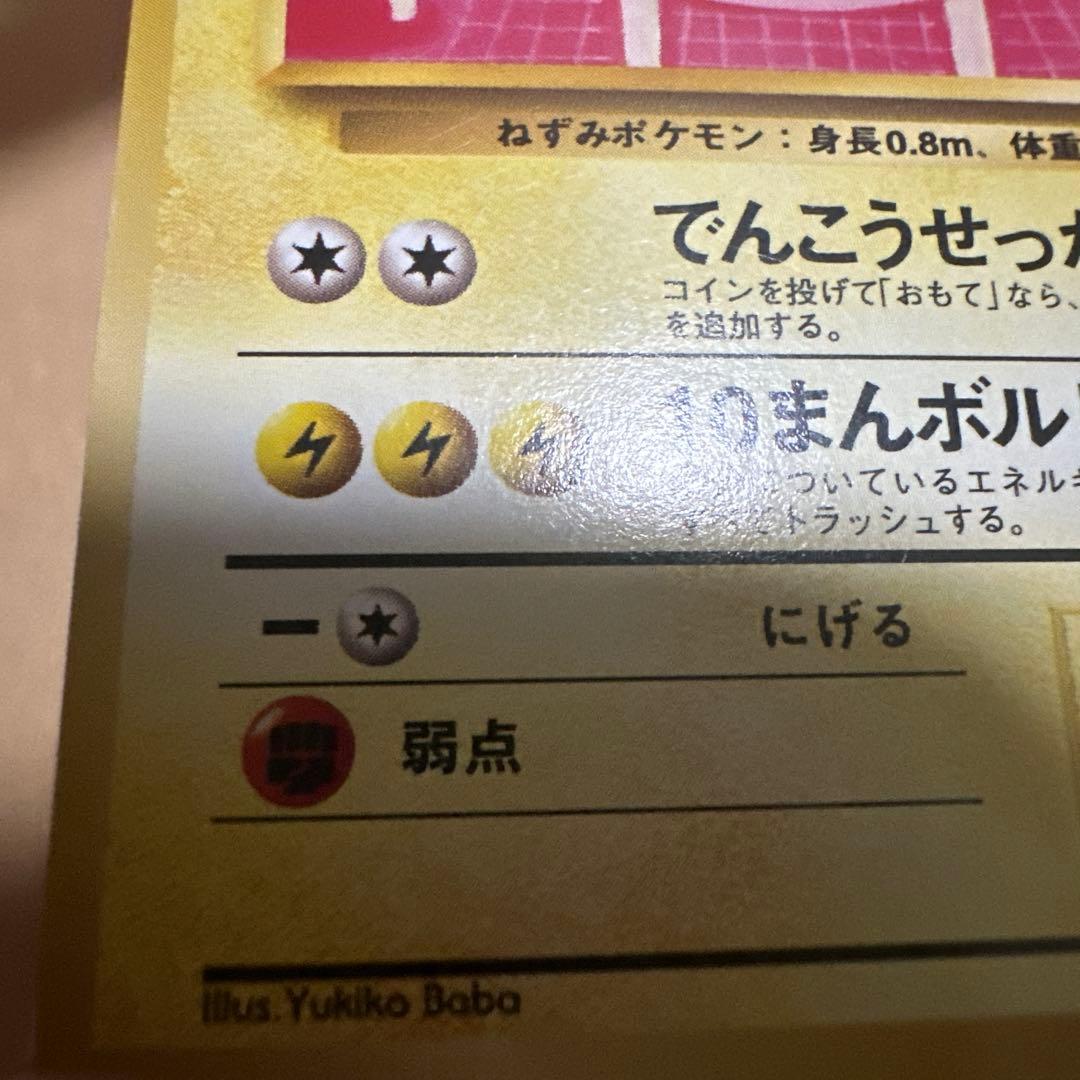 ねずみポケモン：身長0.8m、体重
でんこうせっか
コインを投げて「おもて」なら、
を追加する。
10まんボル
ついているエネルギ
トラッシュする。
にげる
弱点
Illus. Yukiko Baba